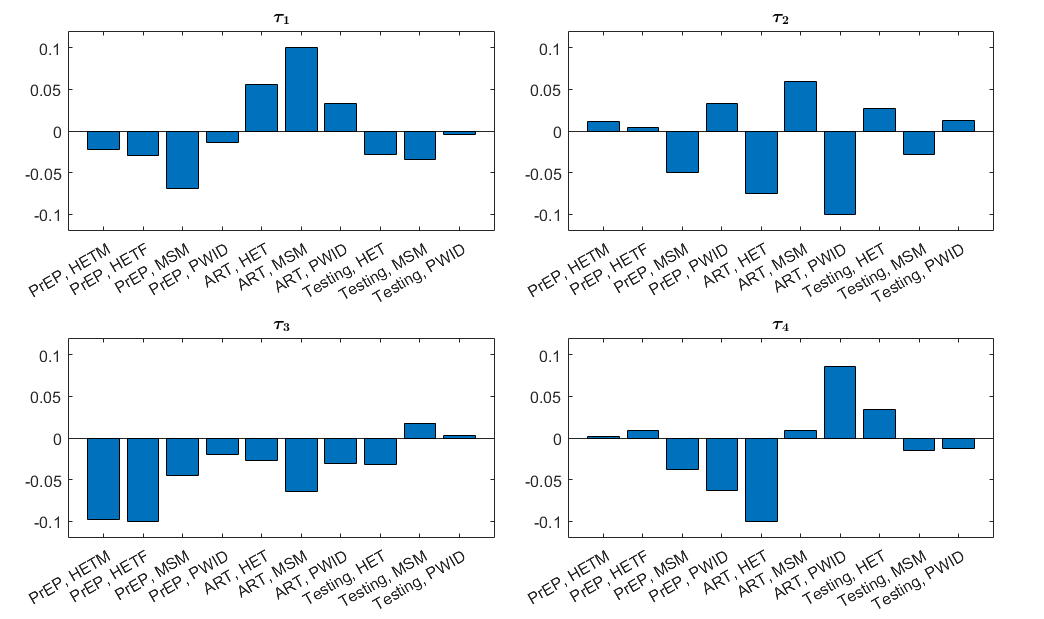 τ₁
0.1
0.05
0
-0.05
-0.1
PrEP, HETM
PrEP, HETF
PrEP, MSM
PrEP, PWID
ART, HET
ART, MSM
ART, PWID
Testing, HET
Testing, MSM
Testing, PWID
τ₂
0.1
0.05
0
-0.05
-0.1
PrEP, HETM
PrEP, HETF
PrEP, MSM
PrEP, PWID
ART, HET
ART, MSM
ART, PWID
Testing, HET
Testing, MSM
Testing, PWID
τ₃
0.1
0.05
0
-0.05
-0.1
PrEP, HETM
PrEP, HETF
PrEP, MSM
PrEP, PWID
ART, HET
ART, MSM
ART, PWID
Testing, HET
Testing, MSM
Testing, PWID
τ₄
0.1
0.05
0
-0.05
-0.1
PrEP, HETM
PrEP, HETF
PrEP, MSM
PrEP, PWID
ART, HET
ART, MSM
ART, PWID
Testing, HET
Testing, MSM
Testing, PWID